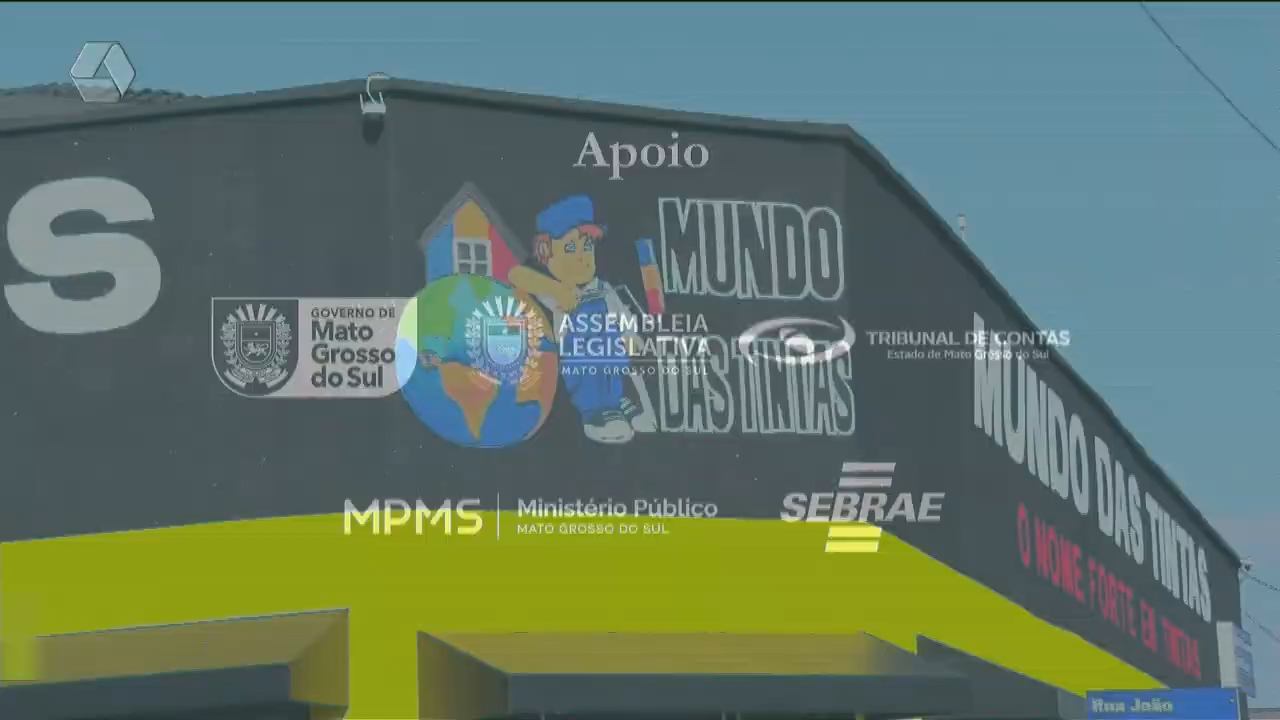 Apoio
S
MUNDO
DAS TINTAS
GOVERNO DE
Mato
Grosso
do Sul
ASSEMBLEIA
LEGISLATIVA
MATO GROSSO DO SUL
TRIBUNAL DE CONTAS
Estado de Mato Grosso do Sul
MUNDO DAS TINTAS
O NOME FORTE EM TINTAS
MPMS
Ministério Público
MATO GROSSO DO SUL
SEBRAE
Rua João